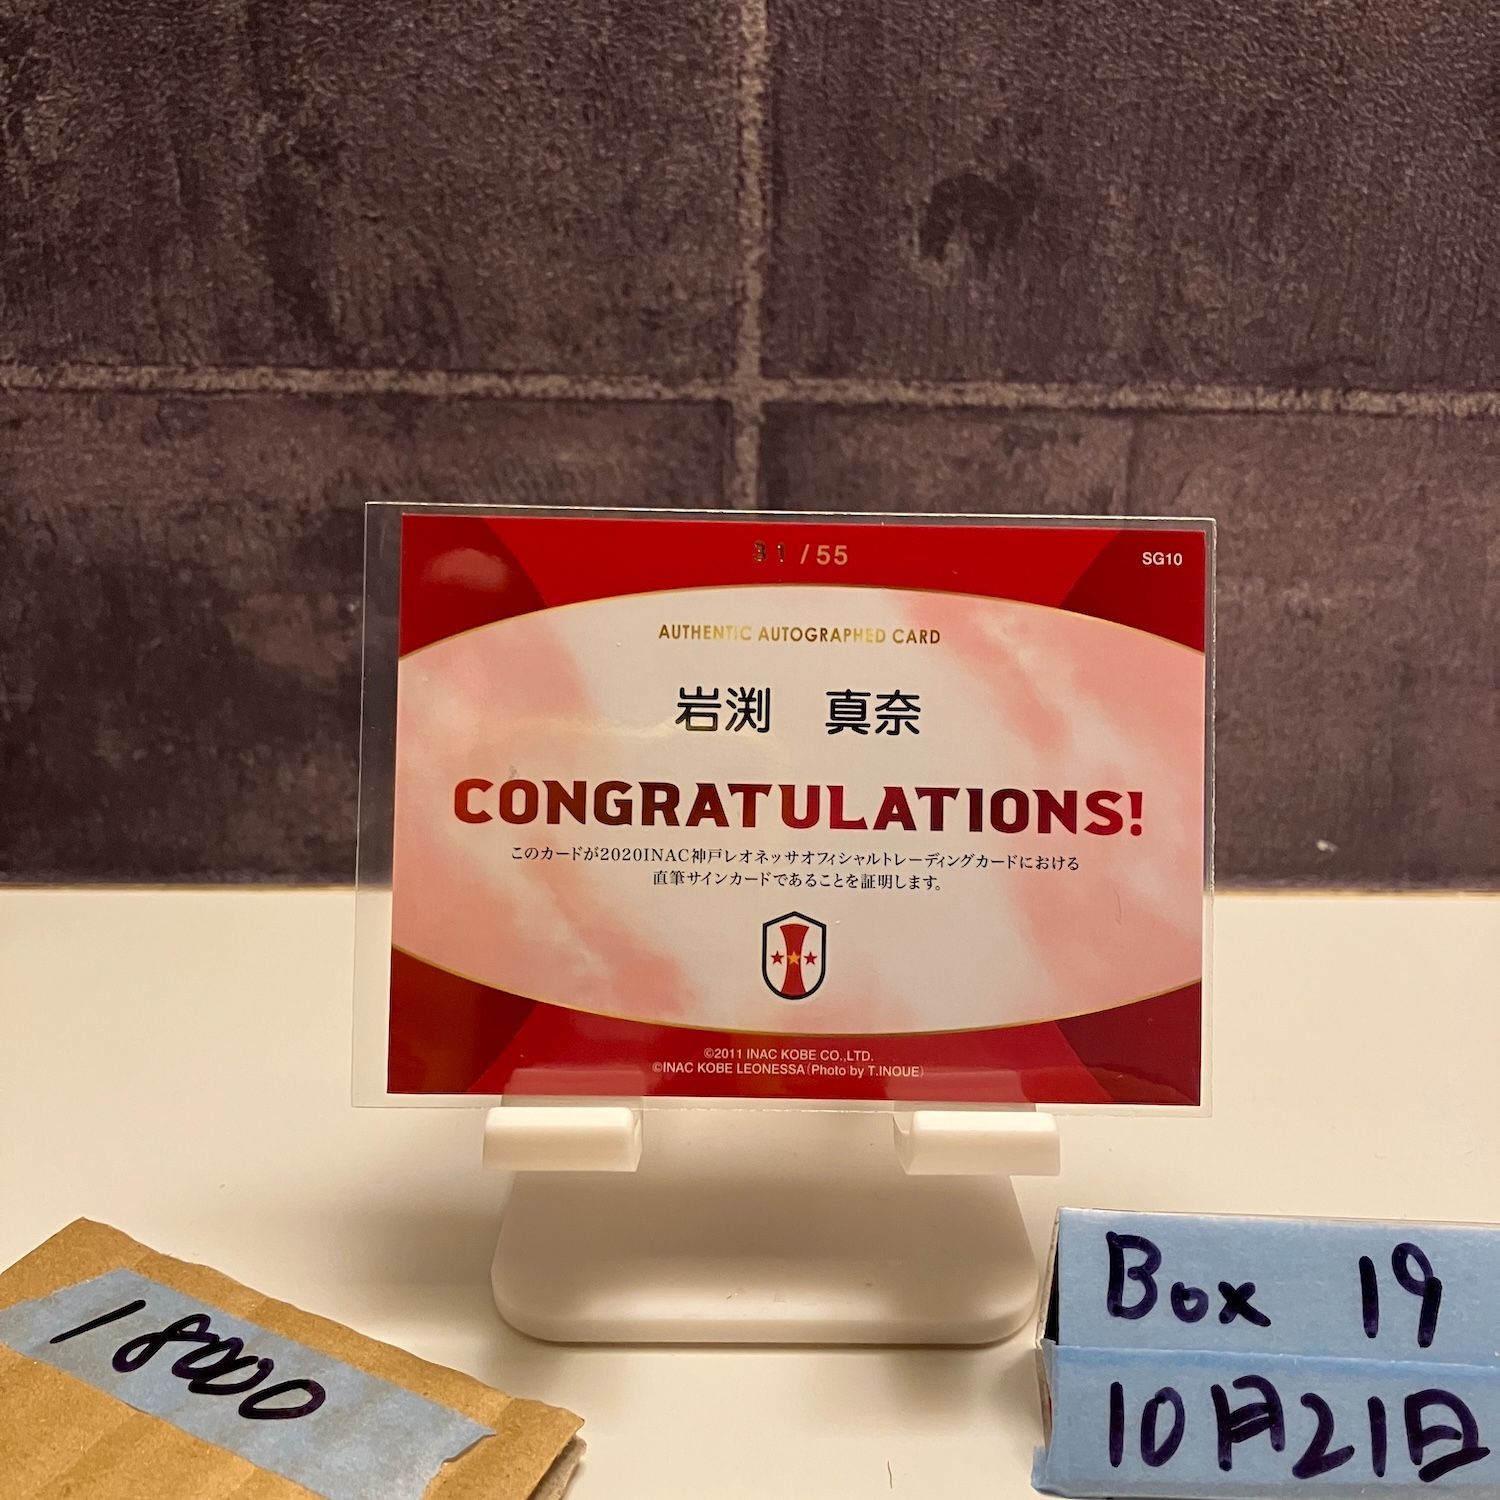 31/55
SG10
AUTHENTIC AUTOGRAPHED CARD
岩渕 真奈
CONGRATULATIONS!
このカードが2020INAC神戸レオネッサオフィシャルトレーディングカードにおける
直筆サインカードであることを証明します。
©2011 INAC KOBE CO.,LTD.
©INAC KOBE LEONESSA(Photo by T.INOUE)
18000
Box 19
10月21日